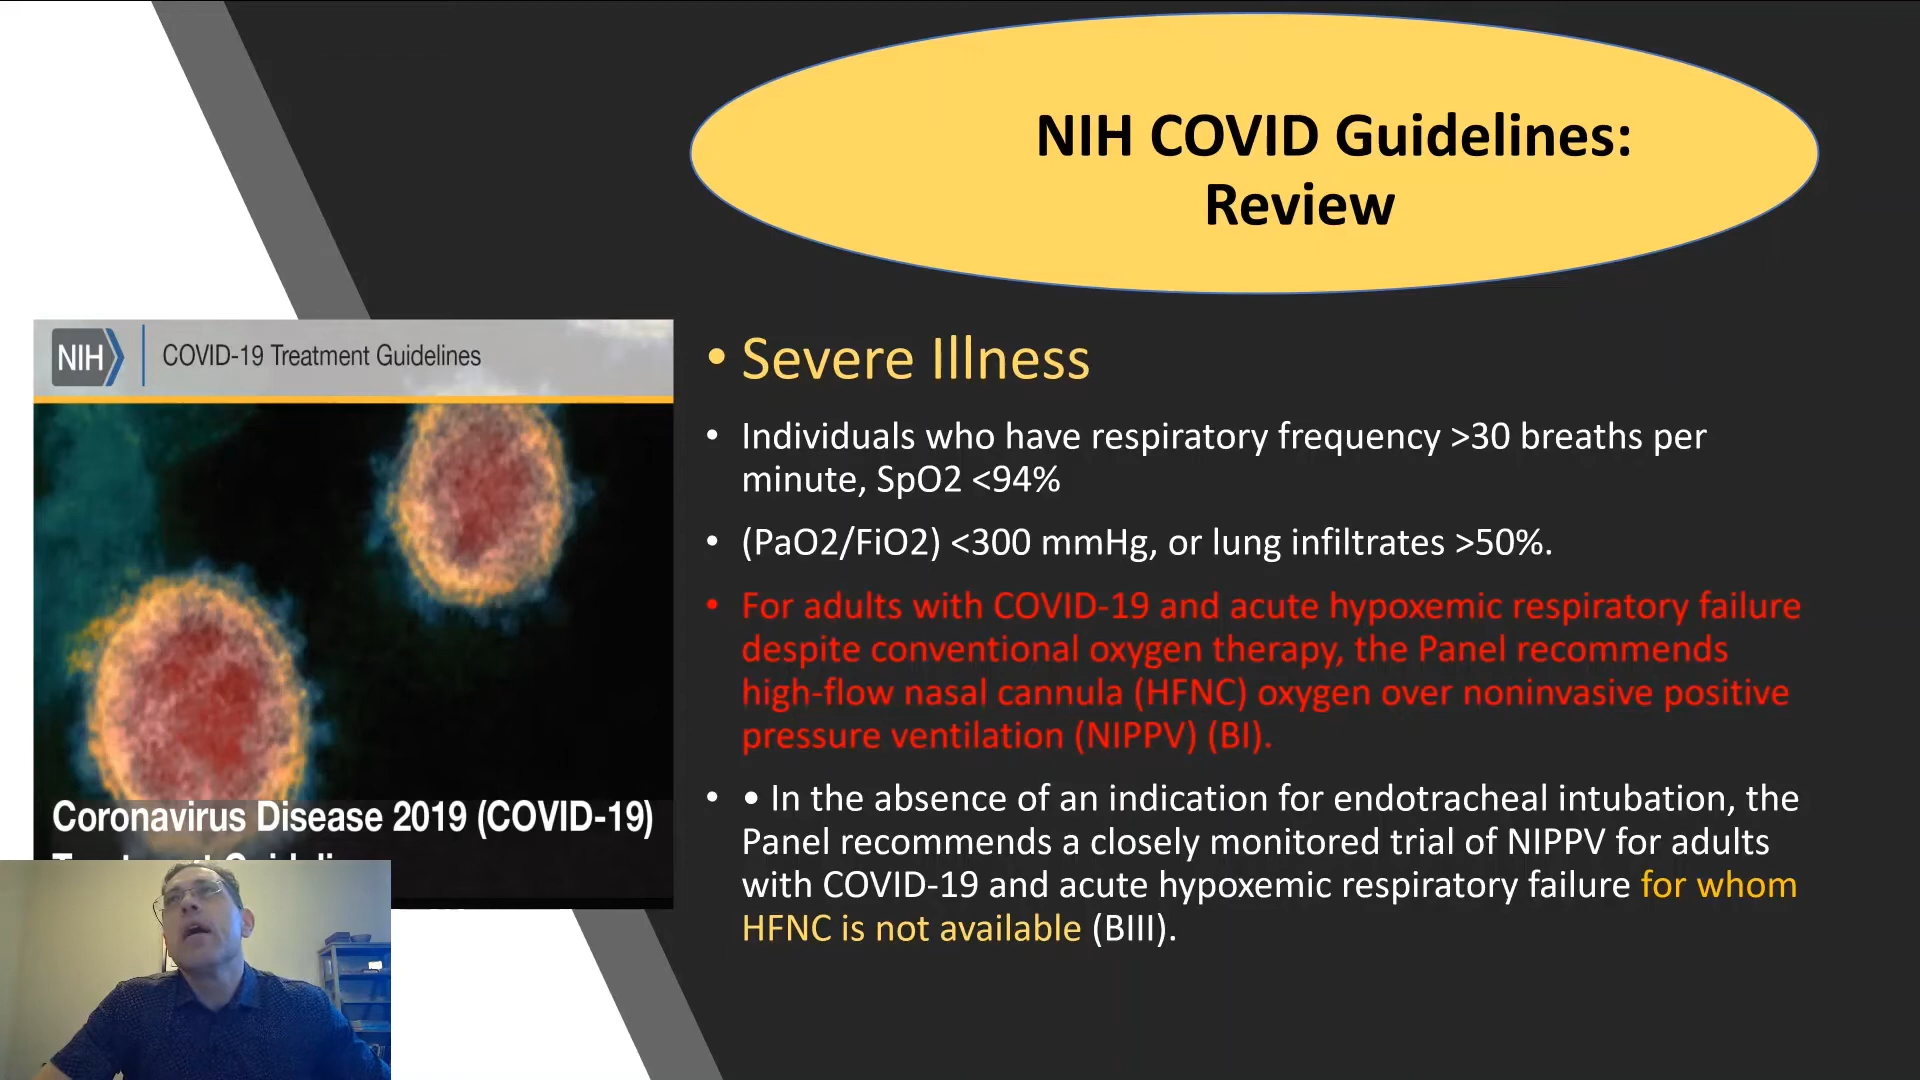 NIH COVID Guidelines:
Review
NIH
COVID-19 Treatment Guidelines
Coronavirus Disease 2019 (COVID-19)
• Severe Illness
• Individuals who have respiratory frequency >30 breaths per
minute, SpO2 <94%
• (PaO2/FiO2) <300 mmHg, or lung infiltrates >50%.
• For adults with COVID-19 and acute hypoxemic respiratory failure
despite conventional oxygen therapy, the Panel recommends
high-flow nasal cannula (HFNC) oxygen over noninvasive positive
pressure ventilation (NIPPV) (BI).
• • In the absence of an indication for endotracheal intubation, the
Panel recommends a closely monitored trial of NIPPV for adults
with COVID-19 and acute hypoxemic respiratory failure for whom
HFNC is not available (BIII).